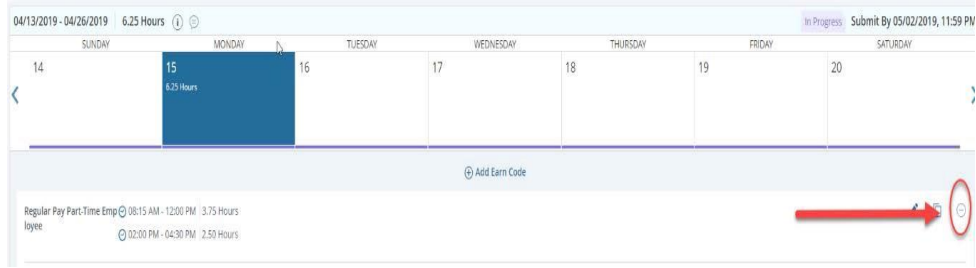 04/13/2019 - 04/26/2019 6.25 Hours In Progress Submit By 05/02/2019, 11:59 PM
SUNDAY MONDAY TUESDAY WEDNESDAY THURSDAY FRIDAY SATURDAY
14 15 16 17 18 19 20
6.25 Hours
Add Earn Code
Regular Pay Part-Time Emp 08:15 AM - 12:00 PM 3.75 Hours
loyee
02:00 PM - 04:30 PM 2.50 Hours